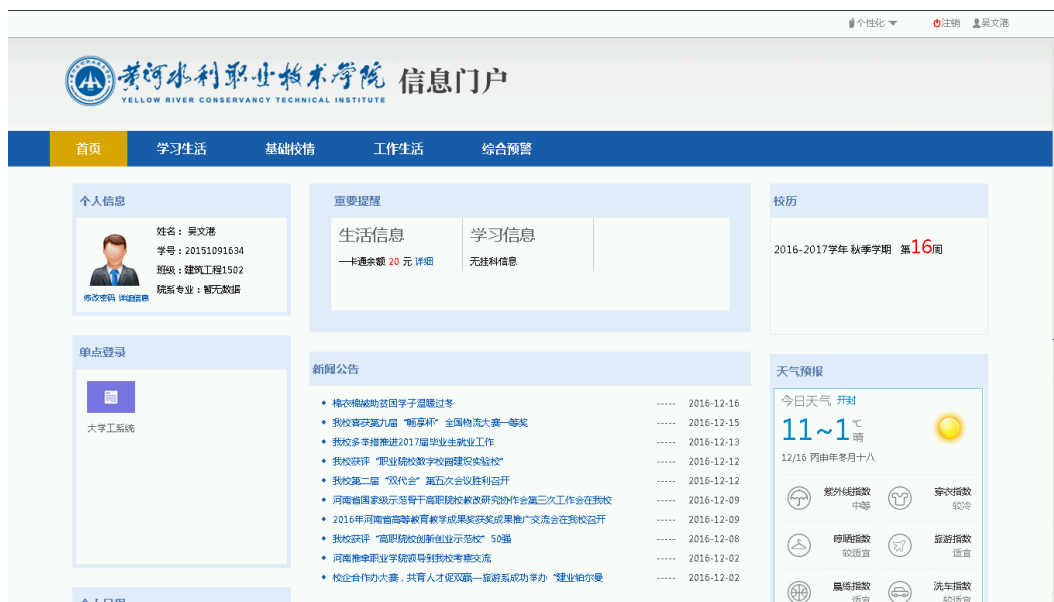 个性化 注销 吴文港
黄河水利职业技术学院 信息门户
YELLOW RIVER CONSERVANCY TECHNICAL INSTITUTE
首页 学习生活 基础校情 工作生活 综合预警
个人信息
姓名： 吴文港
学号：20151091634
班级：建筑工程1502
院系专业：暂无数据
修改密码 详细信息
单点登录
大学工系统
个人日程
重要提醒
生活信息
一卡通余额 20 元 详细
学习信息
无挂科信息
新闻公告
棉衣棉被助贫困学子温暖过冬 ----- 2016-12-16
我校喜获第九届“畅享杯”全国物流大赛一等奖 ----- 2016-12-15
我校多举措推进2017届毕业生就业工作 ----- 2016-12-13
我校获评“职业院校数字校园建设实验校” ----- 2016-12-12
我校第二届“双代会”第五次会议胜利召开 ----- 2016-12-12
河南省国家级示范骨干高职院校教改研究协作会第三次工作会在我校 ----- 2016-12-09
2016年河南省高等教育教学成果奖获奖成果推广交流会在我校召开 ----- 2016-12-09
我校获评“高职院校创新创业示范校”50强 ----- 2016-12-08
河南推拿职业学院领导到我校考察交流 ----- 2016-12-02
校企合作办大赛，共育人才促双赢—旅游系成功举办“建业铂尔曼 ----- 2016-12-02
校历
2016-2017学年 秋季学期 第16周
天气预报
今日天气 开封
11~1℃
晴
12/16 丙申年冬月十八
紫外线指数 穿衣指数
中等 较冷
晾晒指数 旅游指数
较适宜 适宜
晨练指数 洗车指数
适宜 较适宜